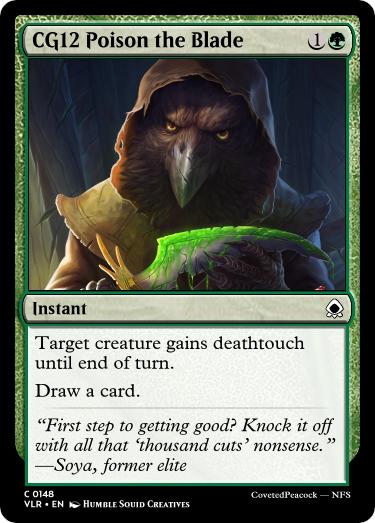 CG12 Poison the Blade 1
Instant
Target creature gains deathtouch
until end of turn.
Draw a card.
“First step to getting good? Knock it off
with all that ‘thousand cuts’ nonsense.”
—Soya, former elite
C 0148
VLR • EN Humble Squid Creatives
CovetedPeacock — NFS